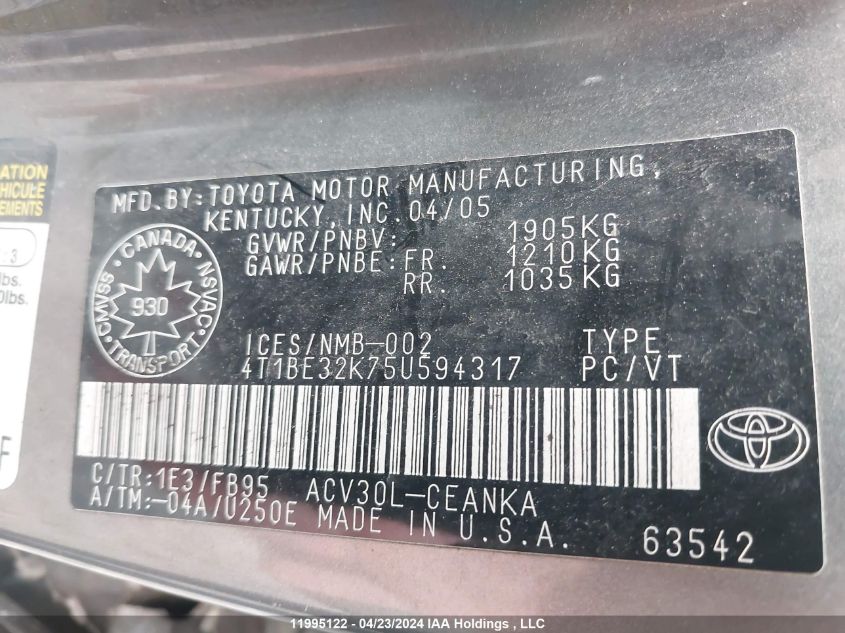 ATION
HICULE
EMENTS
: 3
lbs.
0lbs.
F
MFD. BY: TOYOTA MOTOR MANUFACTURING,
KENTUCKY, INC. 04/05
GVWR/PNBV: 1905KG
GAWR/PNBE: FR. 1210KG
RR. 1035KG
CANADA NSVAC TRANSPORT CMVSS
930
ICES/NMB-002 TYPE
4T1BE32K75U594317 PC/VT
C/TR: 1E3/FB95 ACV30L-CEANKA
A/TM: -04A/U250E MADE IN U.S.A.
63542
11995122 - 04/23/2024 IAA Holdings , LLC